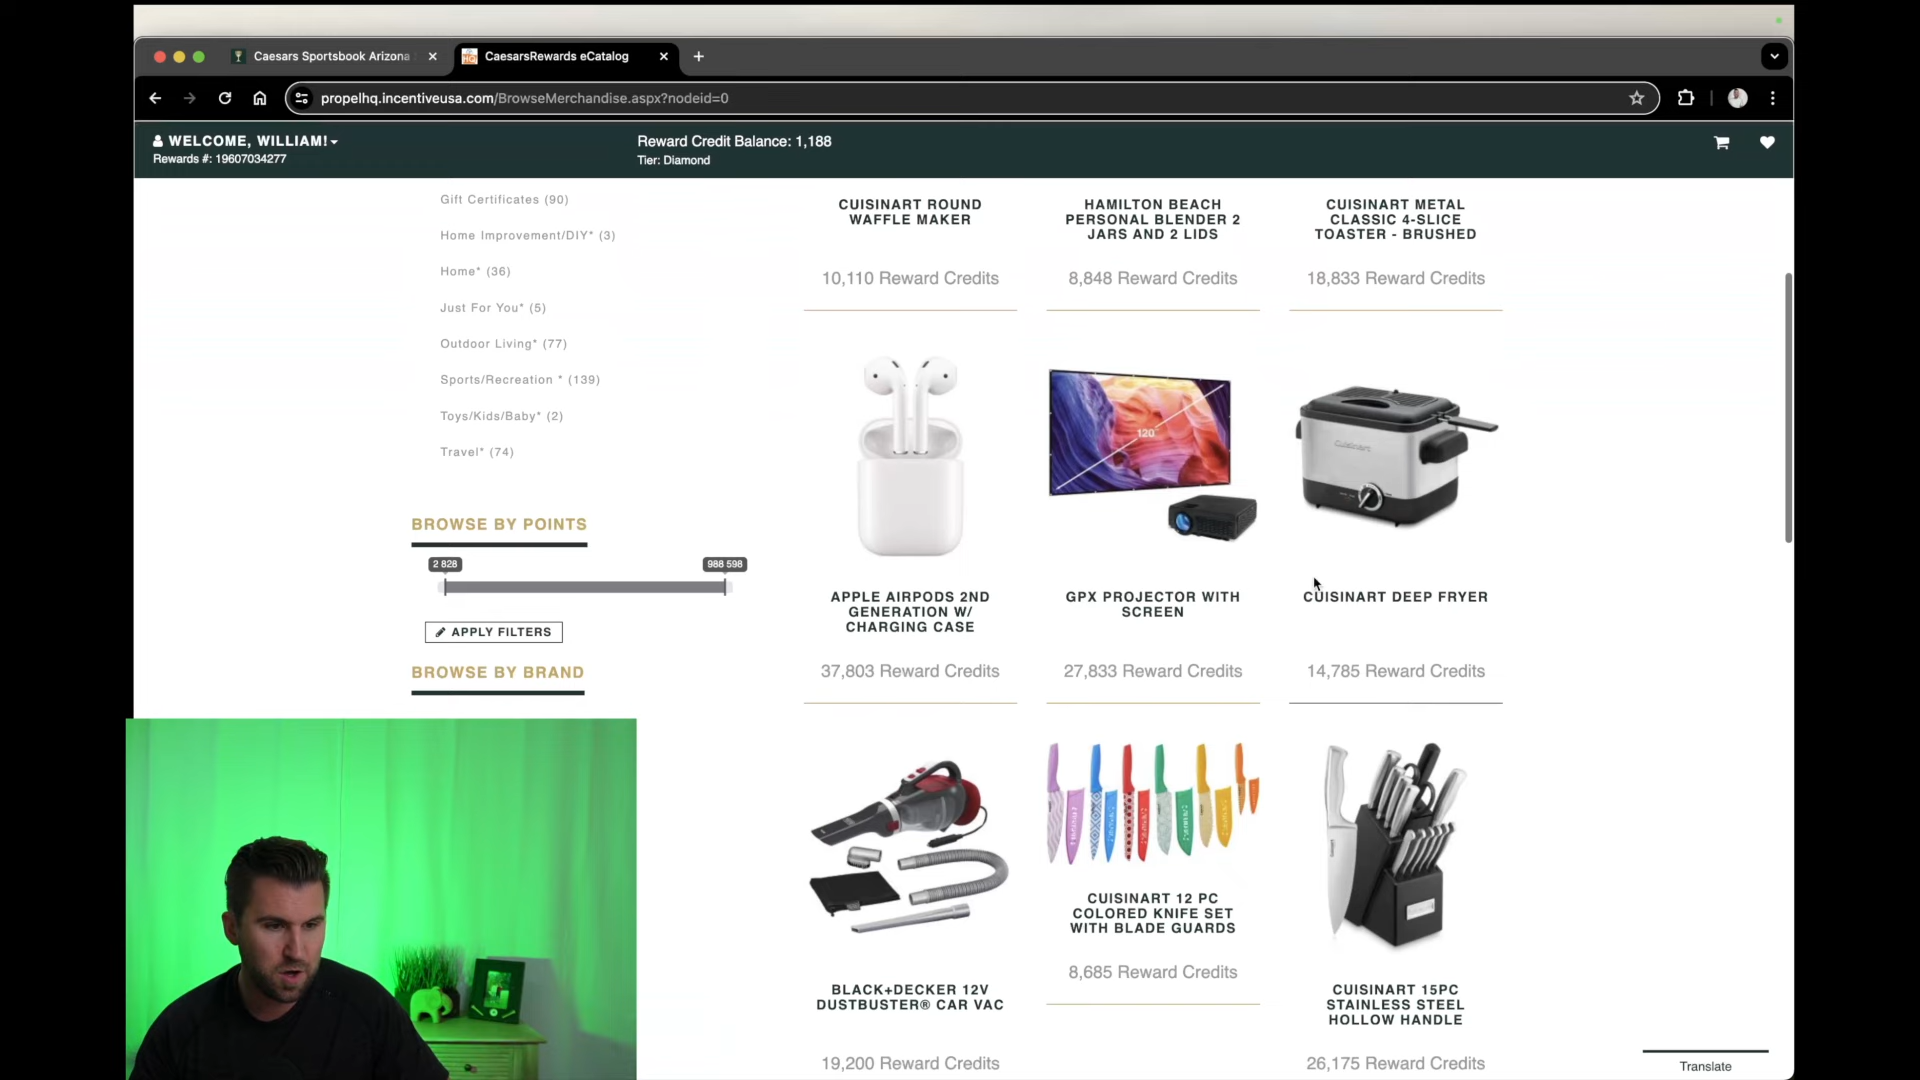 Caesars Sportsbook Arizona
CaesarsRewards eCatalog
propelhq.incentiveusa.com/BrowseMerchandise.aspx?nodeid=0
WELCOME, WILLIAM!
Rewards #: 19607034277
Reward Credit Balance: 1,188
Tier: Diamond
Gift Certificates (90)
Home Improvement/DIY* (3)
Home* (36)
Just For You* (5)
Outdoor Living* (77)
Sports/Recreation * (139)
Toys/Kids/Baby* (2)
Travel* (74)
BROWSE BY POINTS
2 828
988 598
APPLY FILTERS
BROWSE BY BRAND
CUISINART ROUND
WAFFLE MAKER
10,110 Reward Credits
HAMILTON BEACH
PERSONAL BLENDER 2
JARS AND 2 LIDS
8,848 Reward Credits
CUISINART METAL
CLASSIC 4-SLICE
TOASTER - BRUSHED
18,833 Reward Credits
APPLE AIRPODS 2ND
GENERATION W/
CHARGING CASE
37,803 Reward Credits
120"
GPX PROJECTOR WITH
SCREEN
27,833 Reward Credits
Cuisinart
CUISINART DEEP FRYER
14,785 Reward Credits
BLACK+DECKER 12V
DUSTBUSTER® CAR VAC
19,200 Reward Credits
CUISINART 12 PC
COLORED KNIFE SET
WITH BLADE GUARDS
8,685 Reward Credits
CUISINART 15PC
STAINLESS STEEL
HOLLOW HANDLE
26,175 Reward Credits
Translate